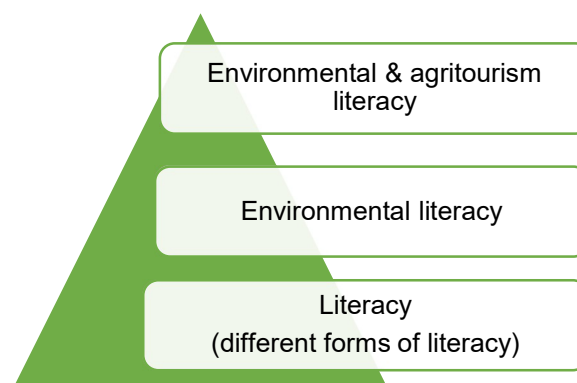 Environmental & agritourism
literacy
Environmental literacy
Literacy
(different forms of literacy)